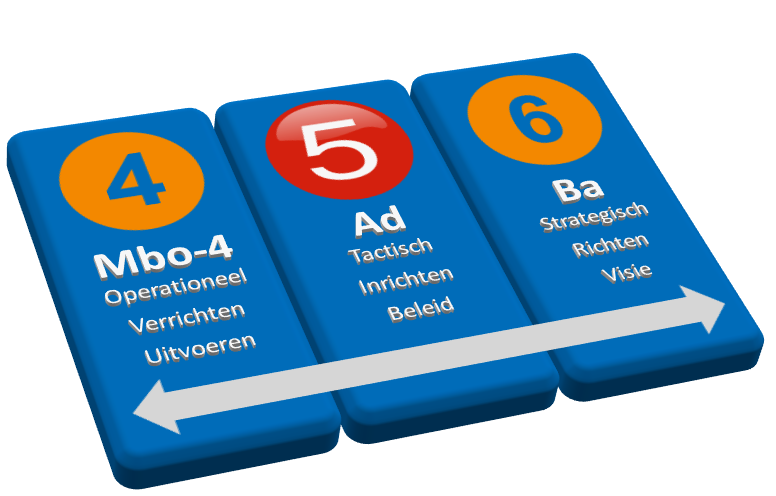 4
Mbo-4
Operationeel
Verrichten
Uitvoeren
5
Ad
Tactisch
Inrichten
Beleid
6
Ba
Strategisch
Richten
Visie